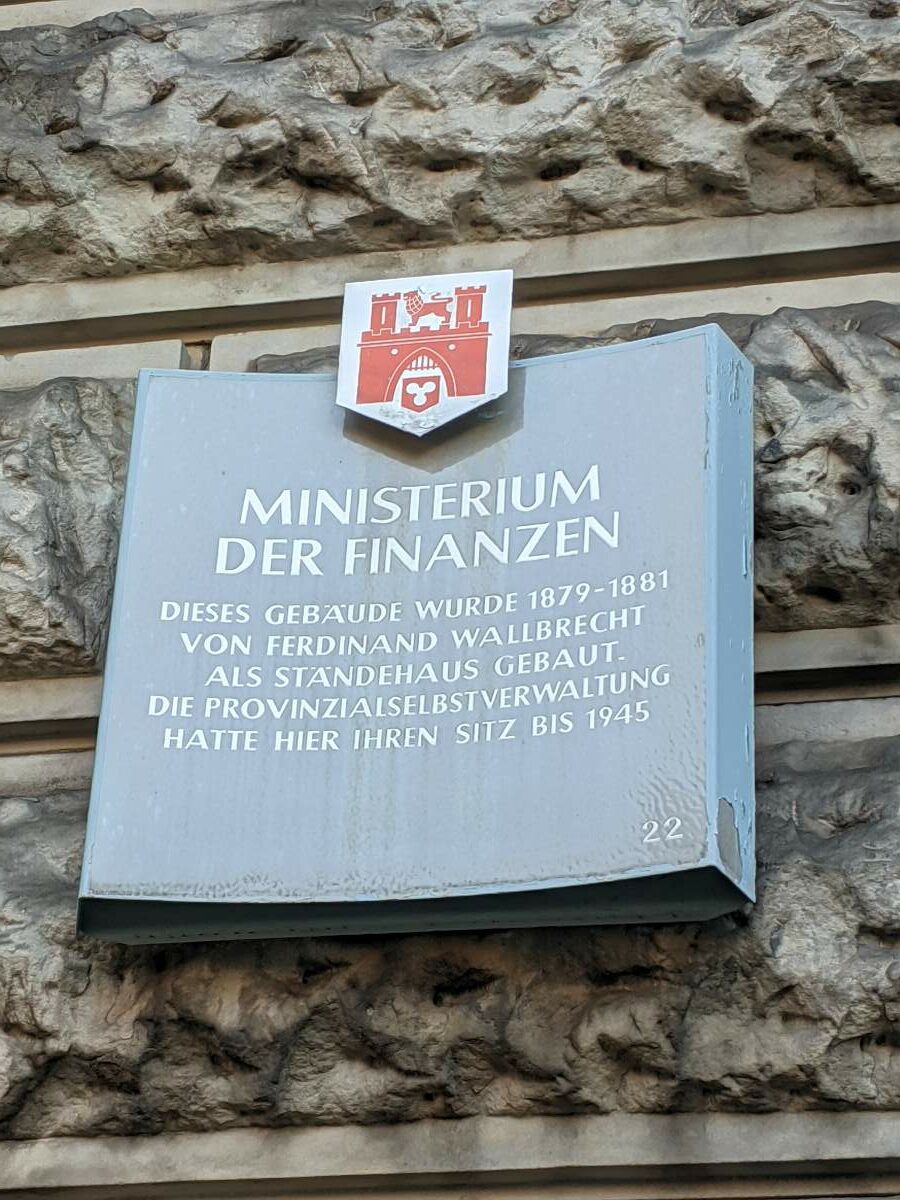 MINISTERIUM
DER FINANZEN
DIESES GEBÄUDE WURDE 1879-1881
VON FERDINAND WALLBRECHT
ALS STÄNDEHAUS GEBAUT.
DIE PROVINZIALSELBSTVERWALTUNG
HATTE HIER IHREN SITZ BIS 1945
22